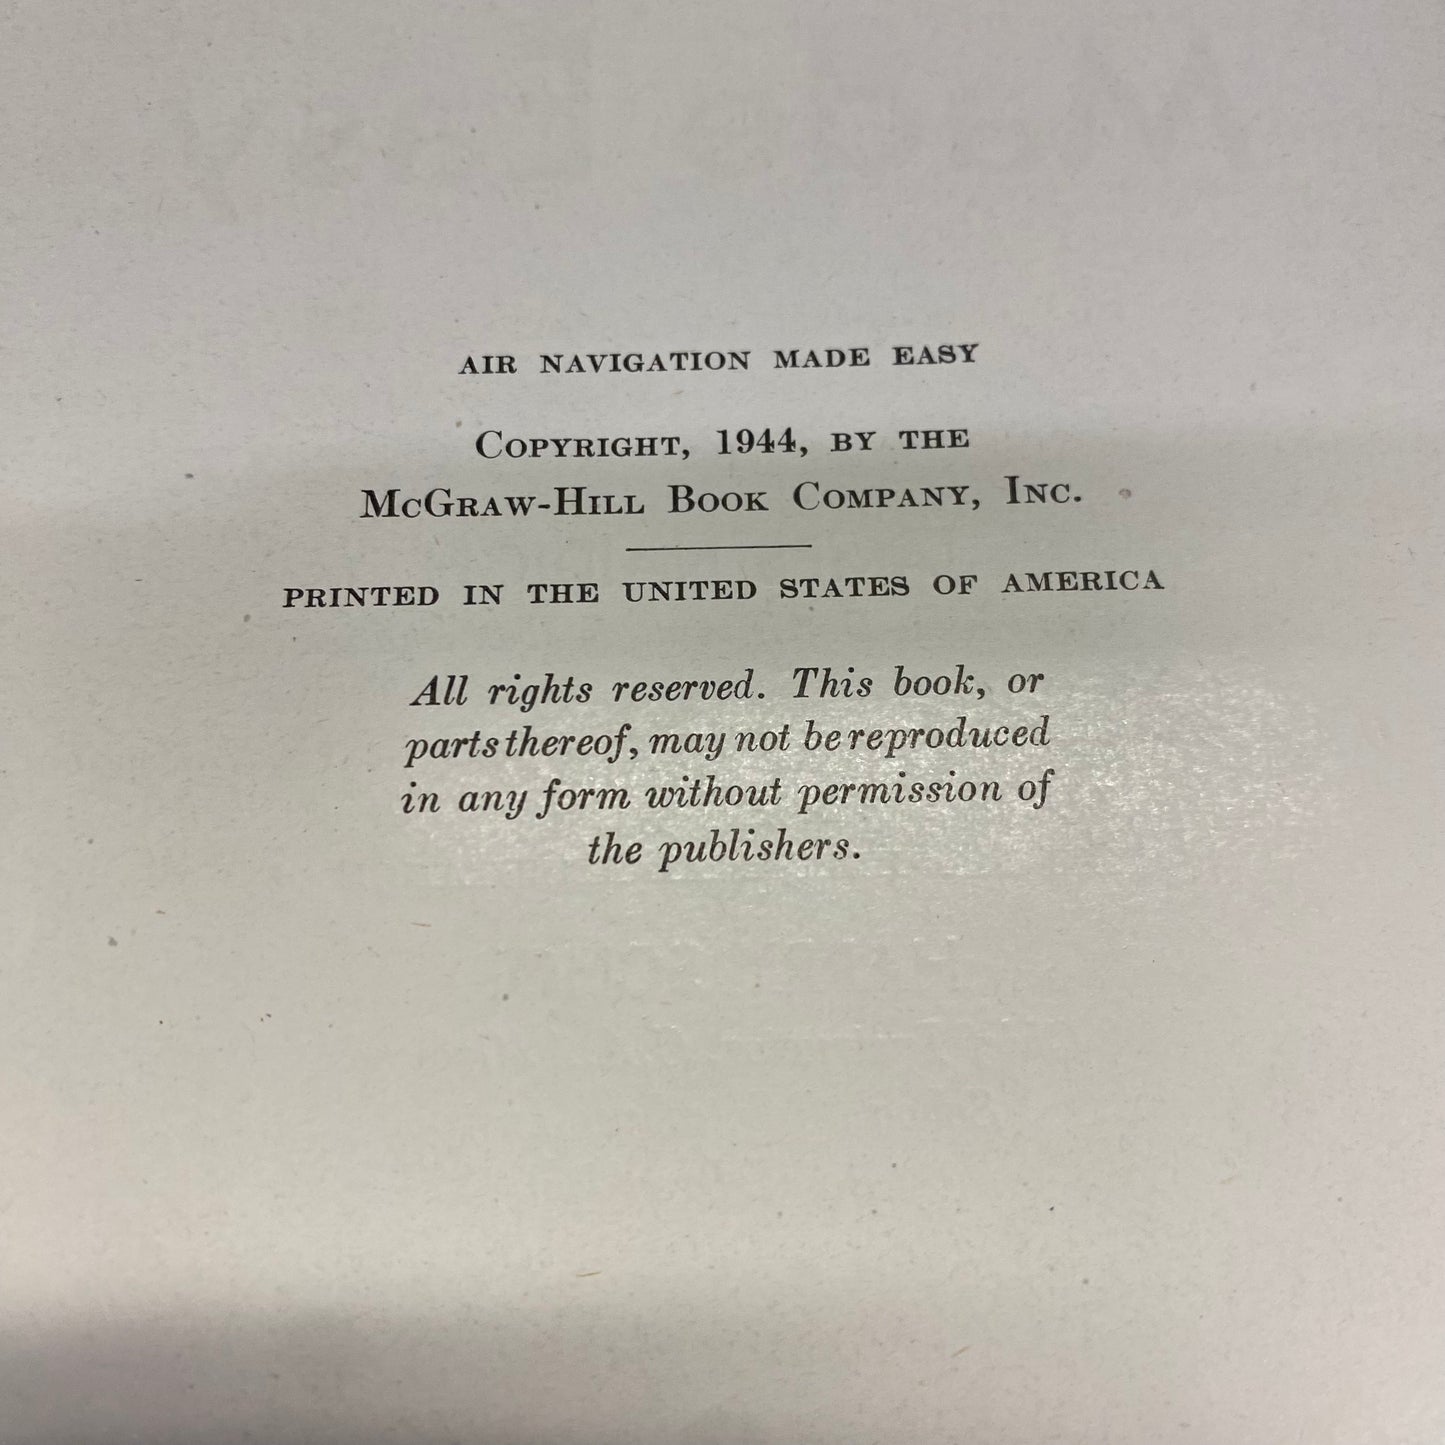 AIR NAVIGATION MADE EASY
COPYRIGHT, 1944, BY THE
MCGRAW-HILL BOOK COMPANY, INC.
PRINTED IN THE UNITED STATES OF AMERICA
All rights reserved. This book, or
parts thereof, may not be reproduced
in any form without permission of
the publishers.